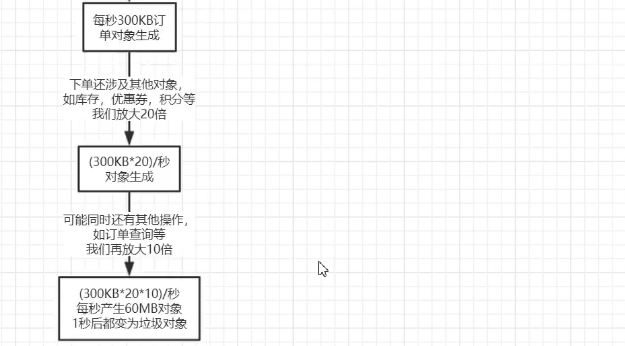 每秒300KB订
单对象生成
下单还涉及其他对象,
如库存，优惠券，积分等
我们放大20倍
(300KB*20)/秒
对象生成
可能同时还有其他操作,
如订单查询等
我们再放大10倍
(300KB*20*10)/秒
每秒产生60MB对象
1秒后都变为垃圾对象